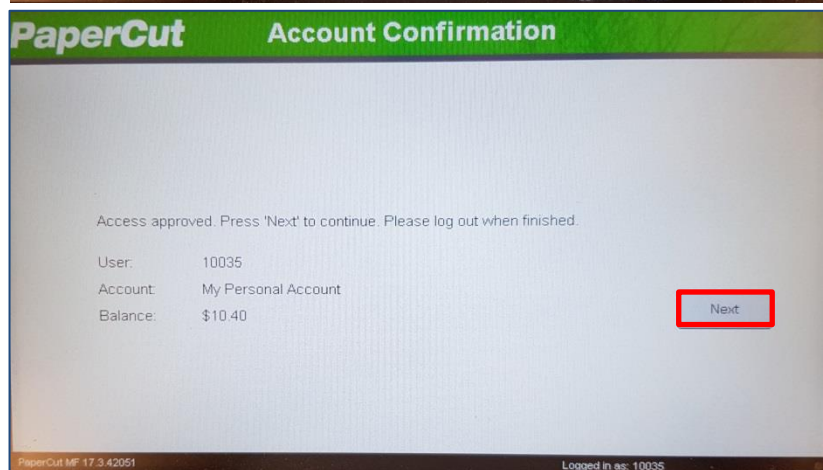 PaperCut Account Confirmation
Access approved. Press 'Next' to continue. Please log out when finished.
User: 10035
Account: My Personal Account
Balance: $10.40
Next
PaperCut MF 17.3.42051 Logged in as: 10035